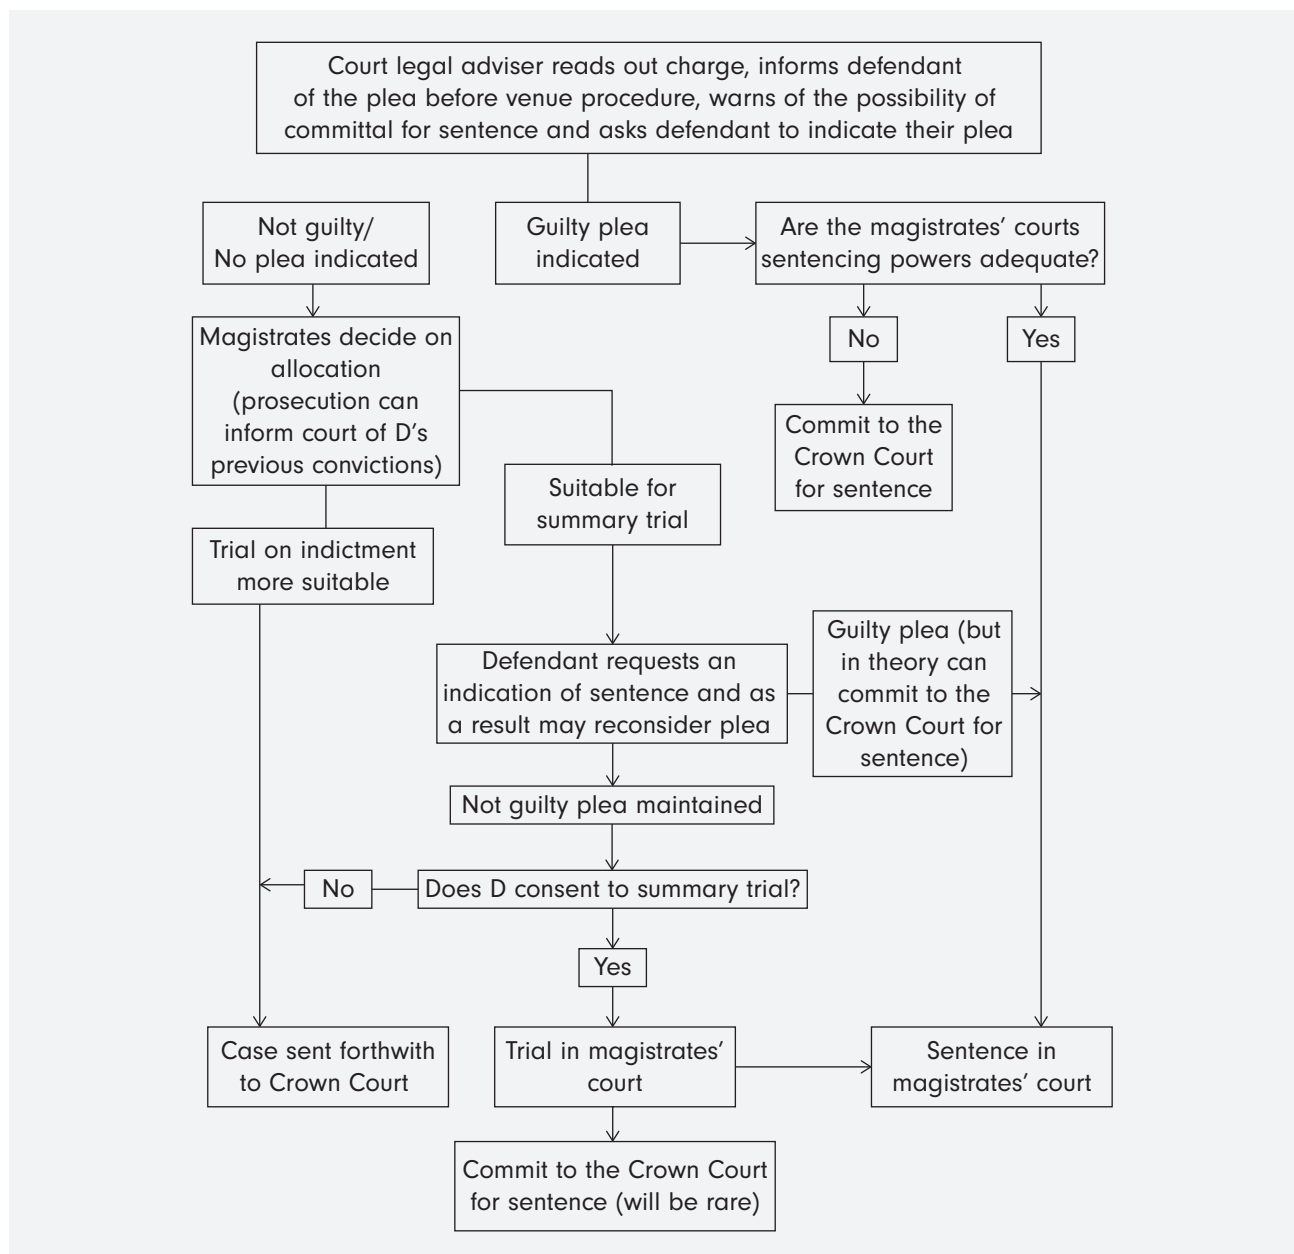 Court legal adviser reads out charge, informs defendant
of the plea before venue procedure, warns of the possibility of
committal for sentence and asks defendant to indicate their plea
Not guilty/
No plea indicated
Guilty plea
indicated
Are the magistrates’ courts
sentencing powers adequate?
No
Yes
Magistrates decide on
allocation
(prosecution can
inform court of D’s
previous convictions)
Commit to the
Crown Court
for sentence
Suitable for
summary trial
Trial on indictment
more suitable
Defendant requests an
indication of sentence and as
a result may reconsider plea
Guilty plea (but
in theory can
commit to the
Crown Court for
sentence)
Not guilty plea maintained
Does D consent to summary trial?
No
Yes
Case sent forthwith
to Crown Court
Trial in magistrates’
court
Sentence in
magistrates’ court
Commit to the Crown Court
for sentence (will be rare)